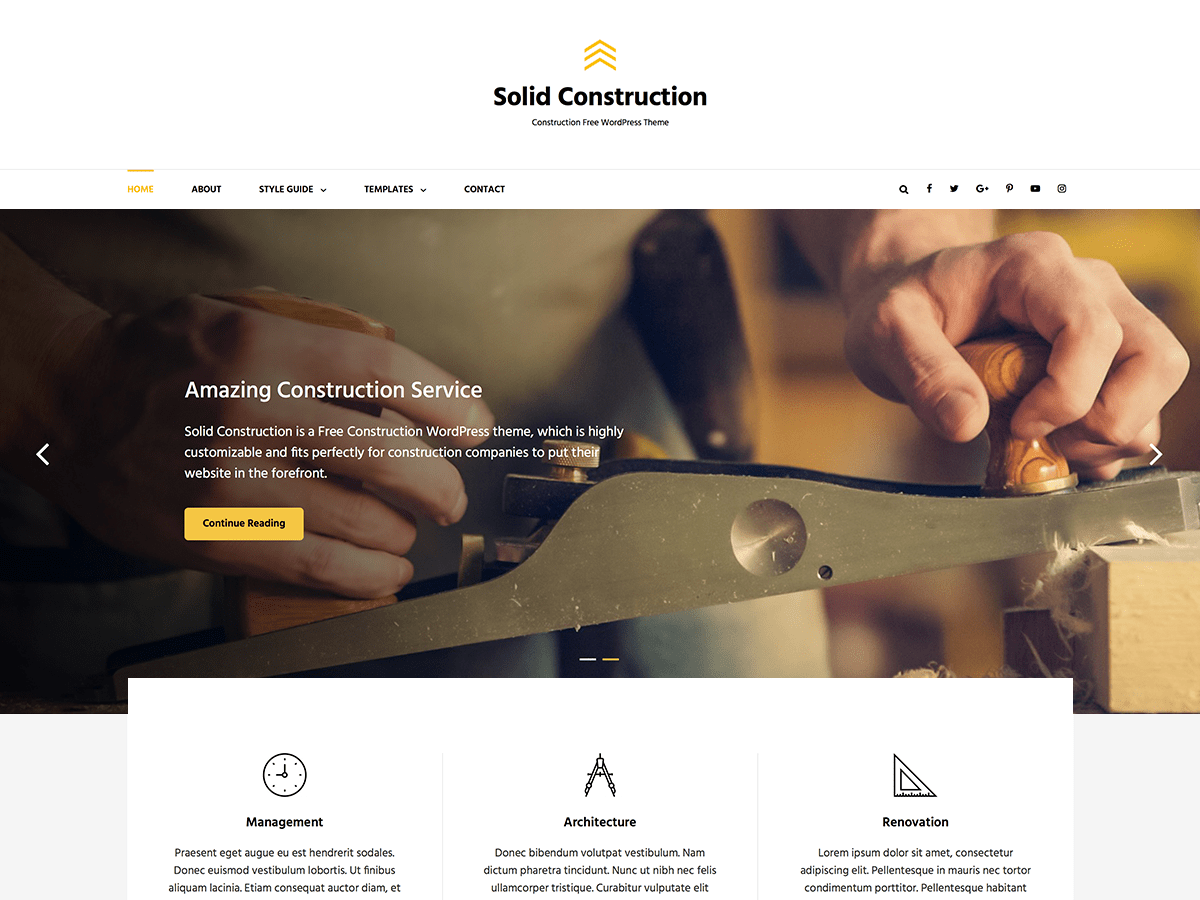 Solid Construction
Construction Free WordPress Theme
HOME ABOUT STYLE GUIDE TEMPLATES CONTACT
Amazing Construction Service
Solid Construction is a Free Construction WordPress theme, which is highly
customizable and fits perfectly for construction companies to put their
website in the forefront.
Continue Reading
Management
Praesent eget augue eu est hendrerit sodales.
Donec euismod vestibulum lobortis. Ut finibus
aliquam lacinia. Etiam consequat auctor diam, et
Architecture
Donec bibendum volutpat vestibulum. Nam
dictum pharetra tincidunt. Nunc ut nibh nec felis
ullamcorper tristique. Curabitur vulputate elit
Renovation
Lorem ipsum dolor sit amet, consectetur
adipiscing elit. Pellentesque in mauris nec tortor
condimentum porttitor. Pellentesque habitant